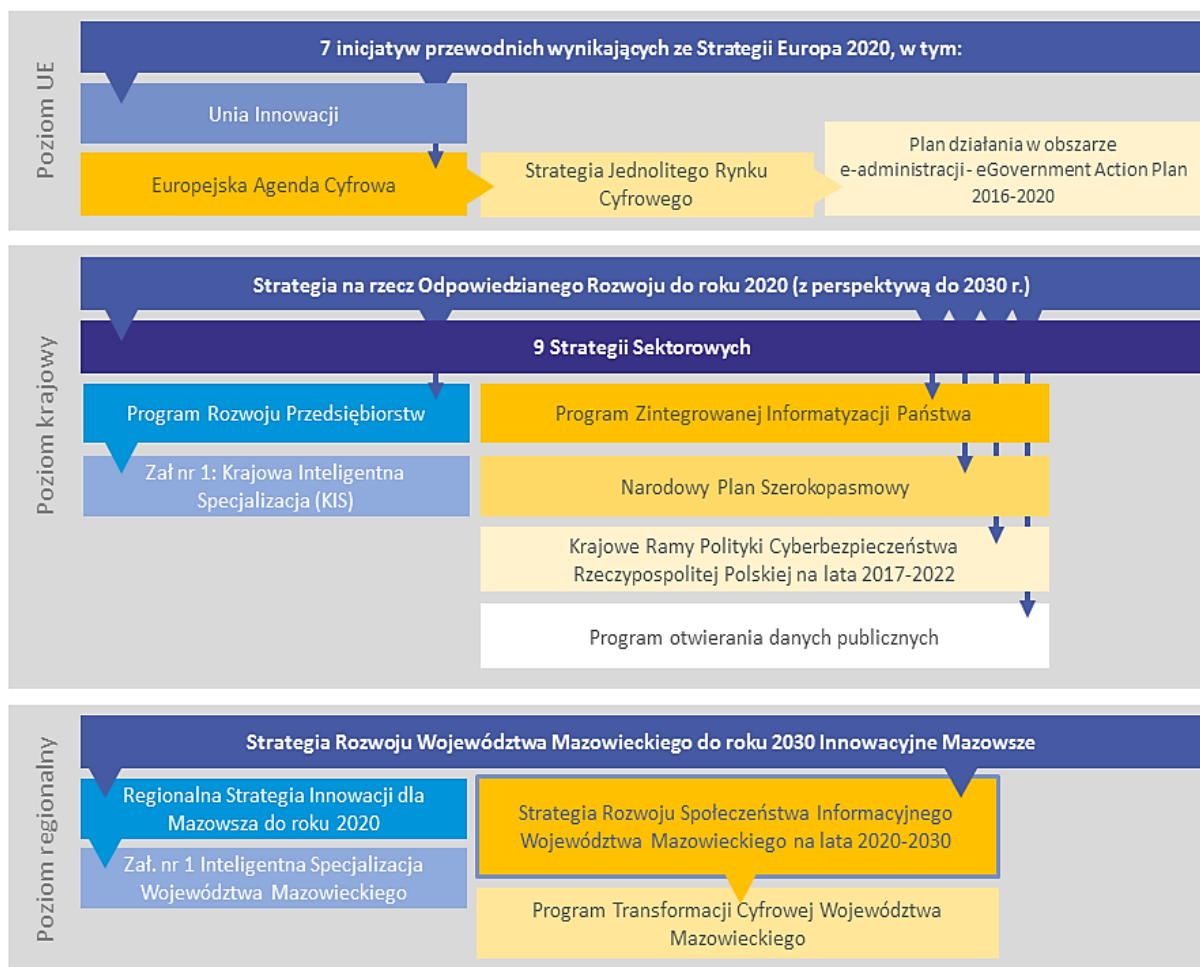 Poziom UE
7 inicjatyw przewodnich wynikających ze Strategii Europa 2020, w tym:
Unia Innowacji
Europejska Agenda Cyfrowa
Strategia Jednolitego Rynku
Cyfrowego
Plan działania w obszarze
e-administracji - eGovernment Action Plan
2016-2020
Poziom krajowy
Strategia na rzecz Odpowiedzianego Rozwoju do roku 2020 (z perspektywą do 2030 r.)
9 Strategii Sektorowych
Program Rozwoju Przedsiębiorstw
Zał nr 1: Krajowa Inteligentna
Specjalizacja (KIS)
Program Zintegrowanej Informatyzacji Państwa
Narodowy Plan Szerokopasmowy
Krajowe Ramy Polityki Cyberbezpieczeństwa
Rzeczypospolitej Polskiej na lata 2017-2022
Program otwierania danych publicznych
Poziom regionalny
Strategia Rozwoju Województwa Mazowieckiego do roku 2030 Innowacyjne Mazowsze
Regionalna Strategia Innowacji dla
Mazowsza do roku 2020
Zał. nr 1 Inteligentna Specjalizacja
Województwa Mazowieckiego
Strategia Rozwoju Społeczeństwa Informacyjnego
Województwa Mazowieckiego na lata 2020-2030
Program Transformacji Cyfrowej Województwa
Mazowieckiego